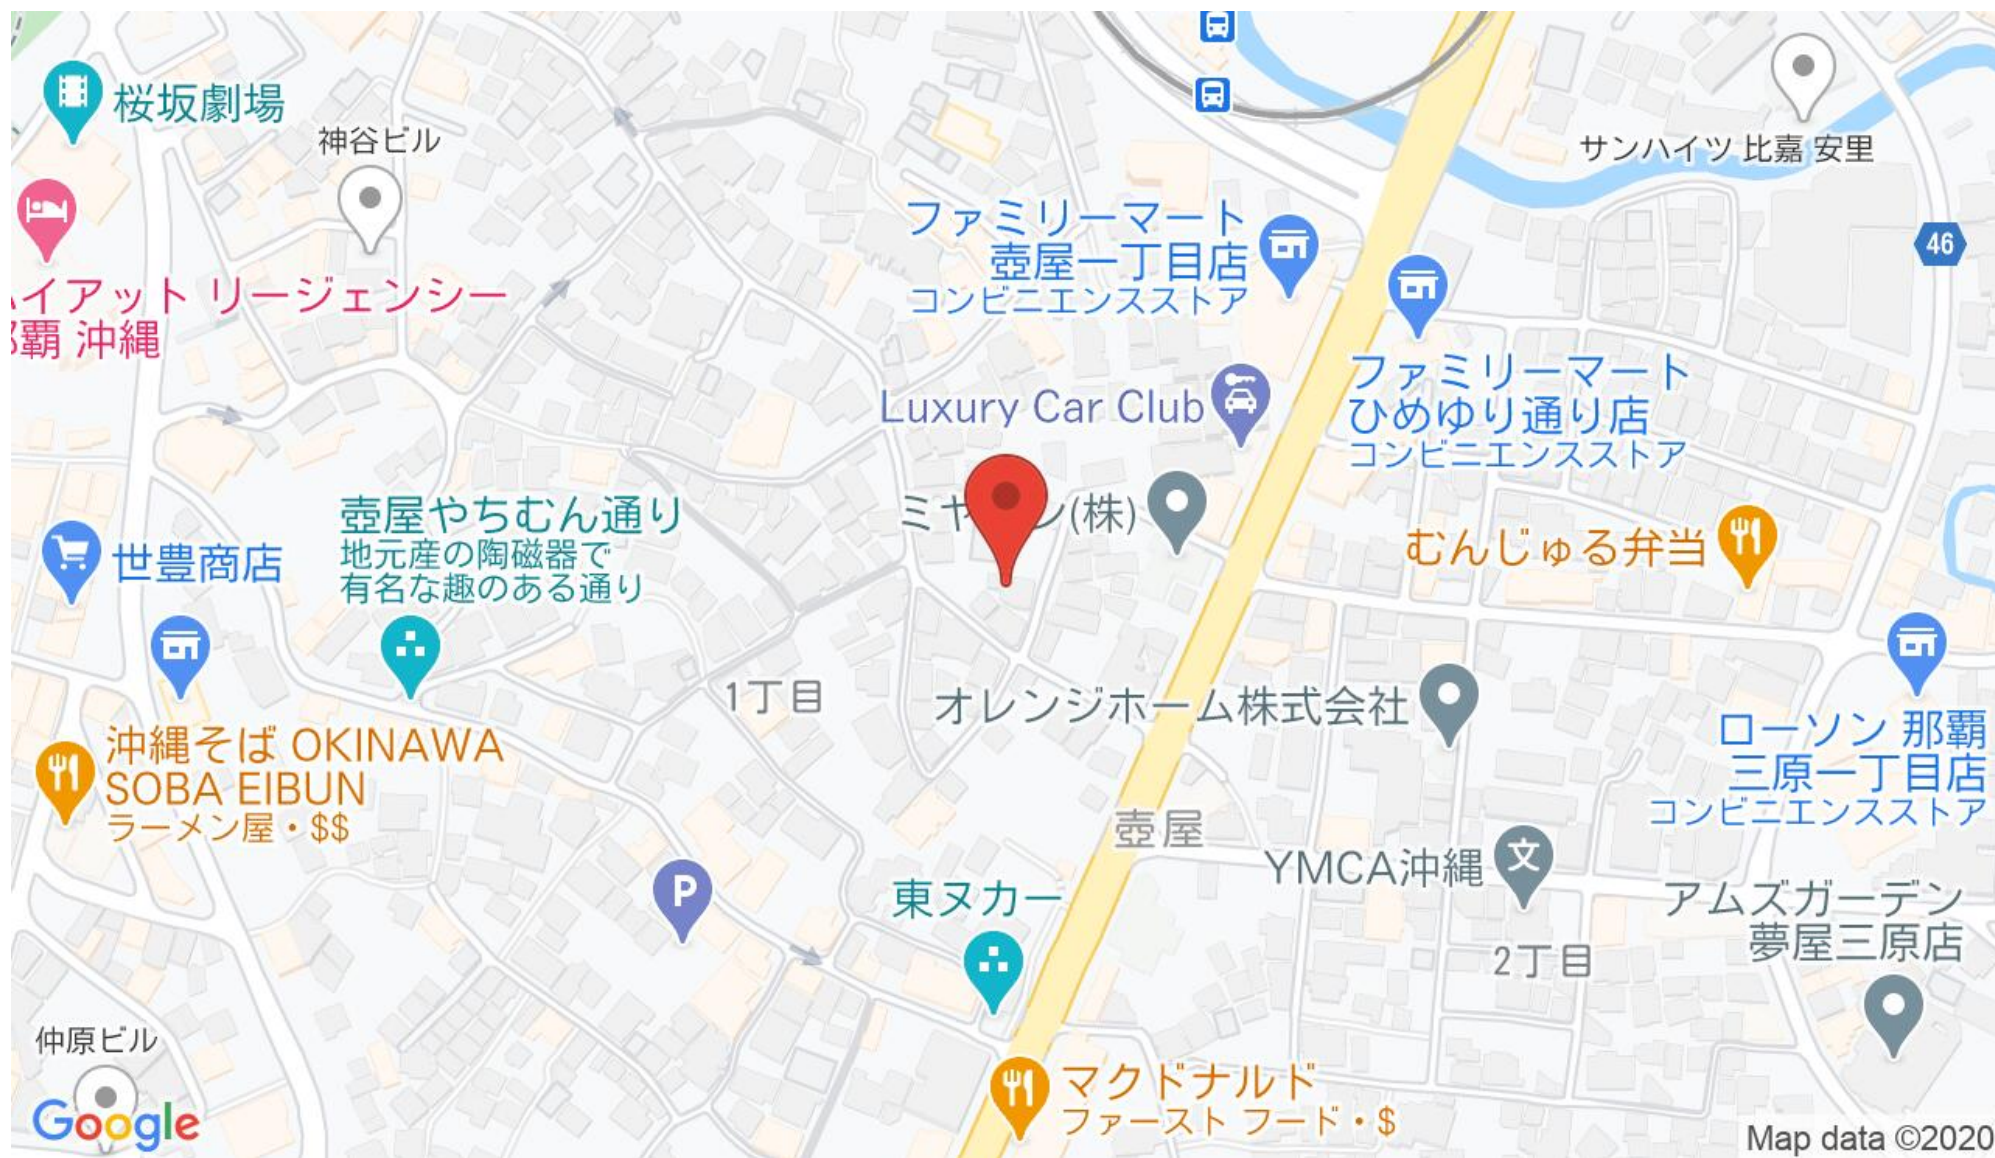 桜坂劇場
神谷ビル
サンハイツ 比嘉 安里
46
イアット リージェンシー
覇 沖縄
ファミリーマート
壺屋一丁目店
コンビニエンスストア
ファミリーマート
ひめゆり通り店
コンビニエンスストア
Luxury Car Club
壺屋やちむん通り
地元産の陶磁器で
有名な趣のある通り
ミヤ
ン(株)
むんじゅる弁当
世豊商店
1丁目
オレンジホーム株式会社
ローソン 那覇
三原一丁目店
コンビニエンスストア
沖縄そば OKINAWA
SOBA EIBUN
ラーメン屋・$$
壺屋
YMCA沖縄
文
P
東ヌカー
アムズガーデン
夢屋三原店
2丁目
仲原ビル
マクドナルド
ファースト フード・$
Google
Map data ©2020